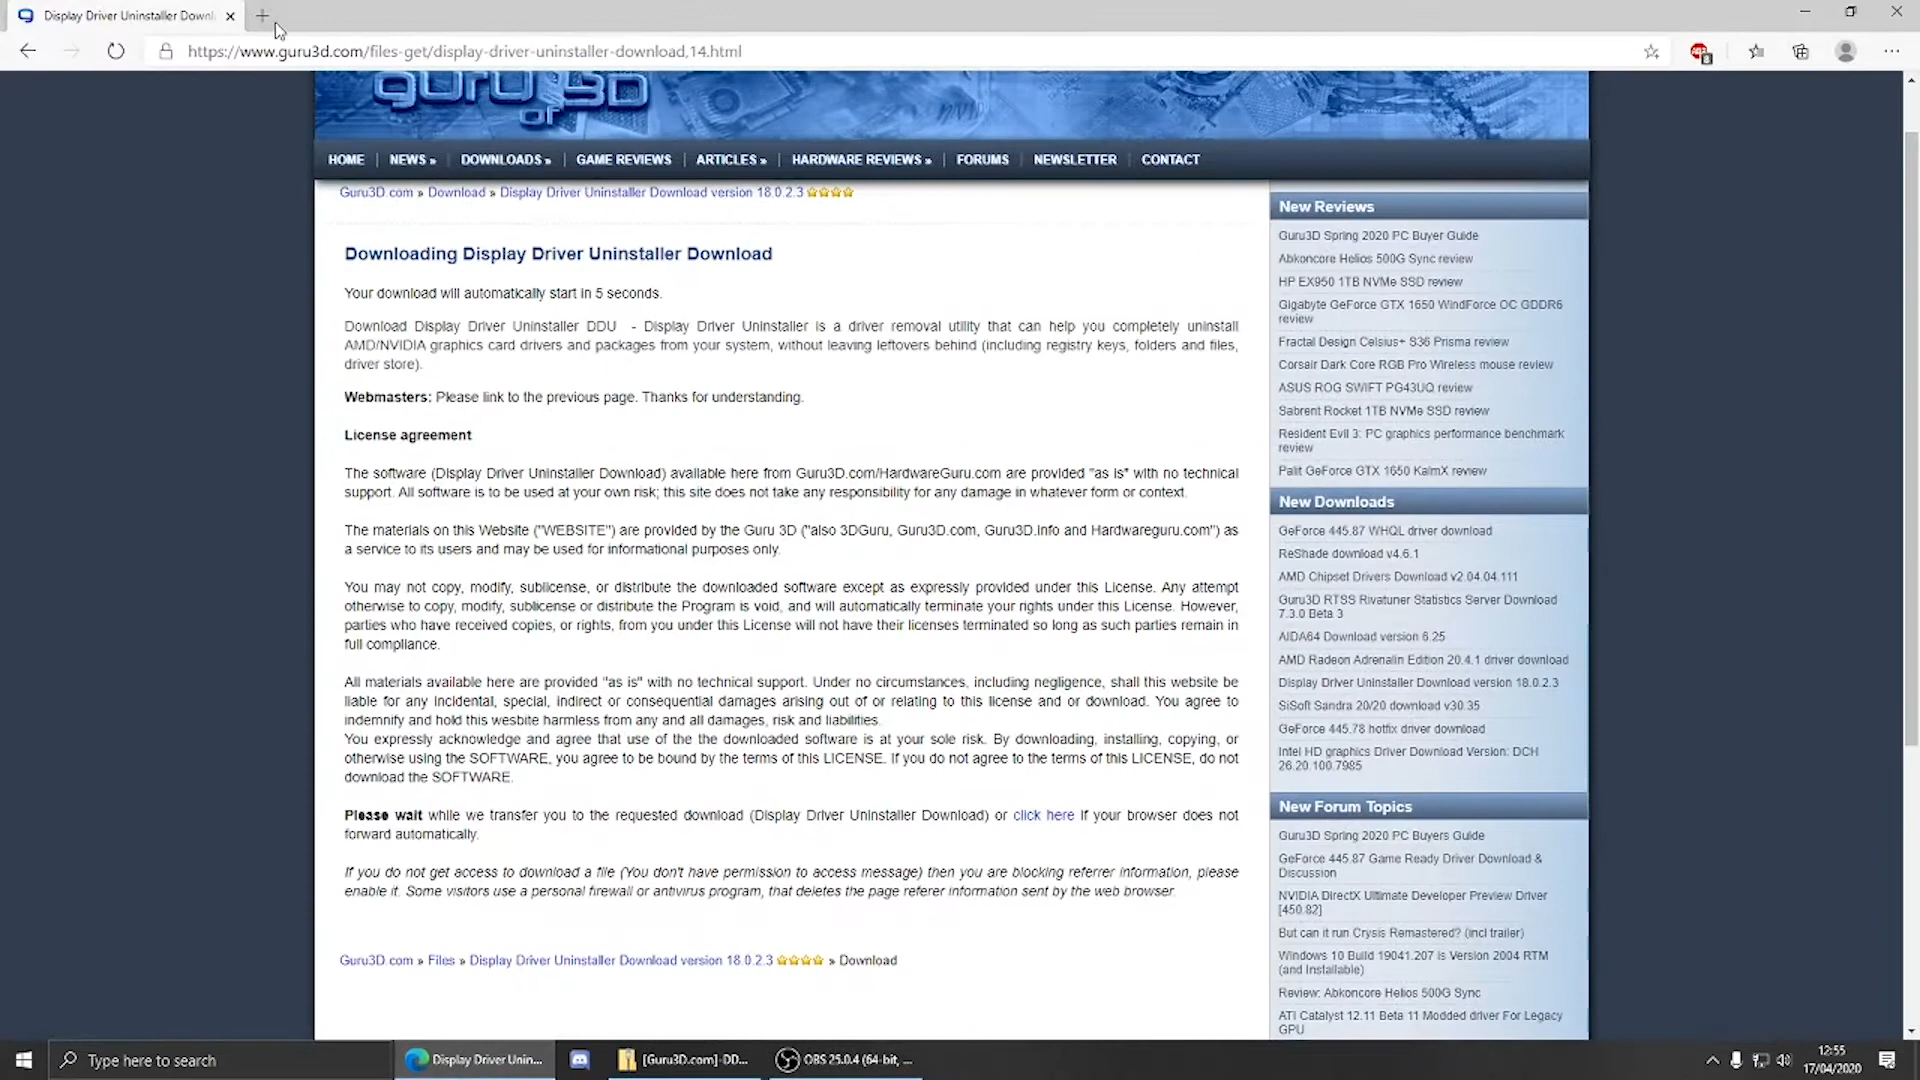 Display Driver Uninstaller Downl
https://www.guru3d.com/files-get/display-driver-uninstaller-download,14.html
guru 3D
of
HOME | NEWS » | DOWNLOADS » | GAME REVIEWS | ARTICLES » | HARDWARE REVIEWS » | FORUMS | NEWSLETTER | CONTACT
Guru3D.com » Download » Display Driver Uninstaller Download version 18.0.2.3
Downloading Display Driver Uninstaller Download
Your download will automatically start in 5 seconds.
Download Display Driver Uninstaller DDU - Display Driver Uninstaller is a driver removal utility that can help you completely uninstall
AMD/NVIDIA graphics card drivers and packages from your system, without leaving leftovers behind (including registry keys, folders and files,
driver store).
Webmasters: Please link to the previous page. Thanks for understanding.
License agreement
The software (Display Driver Uninstaller Download) available here from Guru3D.com/HardwareGuru.com are provided "as is" with no technical
support. All software is to be used at your own risk; this site does not take any responsibility for any damage in whatever form or context.
The materials on this Website ("WEBSITE") are provided by the Guru 3D ("also 3DGuru, Guru3D.com, Guru3D.Info and Hardwareguru.com") as
a service to its users and may be used for informational purposes only.
You may not copy, modify, sublicense, or distribute the downloaded software except as expressly provided under this License. Any attempt
otherwise to copy, modify, sublicense or distribute the Program is void, and will automatically terminate your rights under this License. However,
parties who have received copies, or rights, from you under this License will not have their licenses terminated so long as such parties remain in
full compliance.
All materials available here are provided "as is" with no technical support. Under no circumstances, including negligence, shall this website be
liable for any incidental, special, indirect or consequential damages arising out of or relating to this license and or download. You agree to
indemnify and hold this wesbite harmless from any and all damages, risk and liabilities.
You expressly acknowledge and agree that use of the the downloaded software is at your sole risk. By downloading, installing, copying, or
otherwise using the SOFTWARE, you agree to be bound by the terms of this LICENSE. If you do not agree to the terms of this LICENSE, do not
download the SOFTWARE.
Please wait while we transfer you to the requested download (Display Driver Uninstaller Download) or click here if your browser does not
forward automatically.
If you do not get access to download a file (You don't have permission to access message) then you are blocking referrer information, please
enable it. Some visitors use a personal firewall or antivirus program, that deletes the page referer information sent by the web browser.
Guru3D.com » Files » Display Driver Uninstaller Download version 18.0.2.3 » Download
New Reviews
Guru3D Spring 2020 PC Buyer Guide
Abkoncore Helios 500G Sync review
HP EX950 1TB NVMe SSD review
Gigabyte GeForce GTX 1650 WindForce OC GDDR6
review
Fractal Design Celsius+ S36 Prisma review
Corsair Dark Core RGB Pro Wireless mouse review
ASUS ROG SWIFT PG43UQ review
Sabrent Rocket 1TB NVMe SSD review
Resident Evil 3: PC graphics performance benchmark
review
Palit GeForce GTX 1650 KalmX review
New Downloads
GeForce 445.87 WHQL driver download
ReShade download v4.6.1
AMD Chipset Drivers Download v2.04.04.111
Guru3D RTSS Rivatuner Statistics Server Download
7.3.0 Beta 3
AIDA64 Download version 6.25
AMD Radeon Adrenalin Edition 20.4.1 driver download
Display Driver Uninstaller Download version 18.0.2.3
SiSoft Sandra 20/20 download v30.35
GeForce 445.78 hotfix driver download
Intel HD graphics Driver Download Version: DCH
26.20.100.7985
New Forum Topics
Guru3D Spring 2020 PC Buyers Guide
GeForce 445.87 Game Ready Driver Download &
Discussion
NVIDIA DirectX Ultimate Developer Preview Driver
[450.82]
But can it run Crysis Remastered? (incl trailer)
Windows 10 Build 19041.207 is Version 2004 RTM
(and Installable)
Review: Abkoncore Helios 500G Sync
ATI Catalyst 12.11 Beta 11 Modded driver For Legacy
GPU
Type here to search
Display Driver Unin...
[Guru3D.com]-DD...
OBS 25.0.4 (64-bit, ...
12:55
17/04/2020